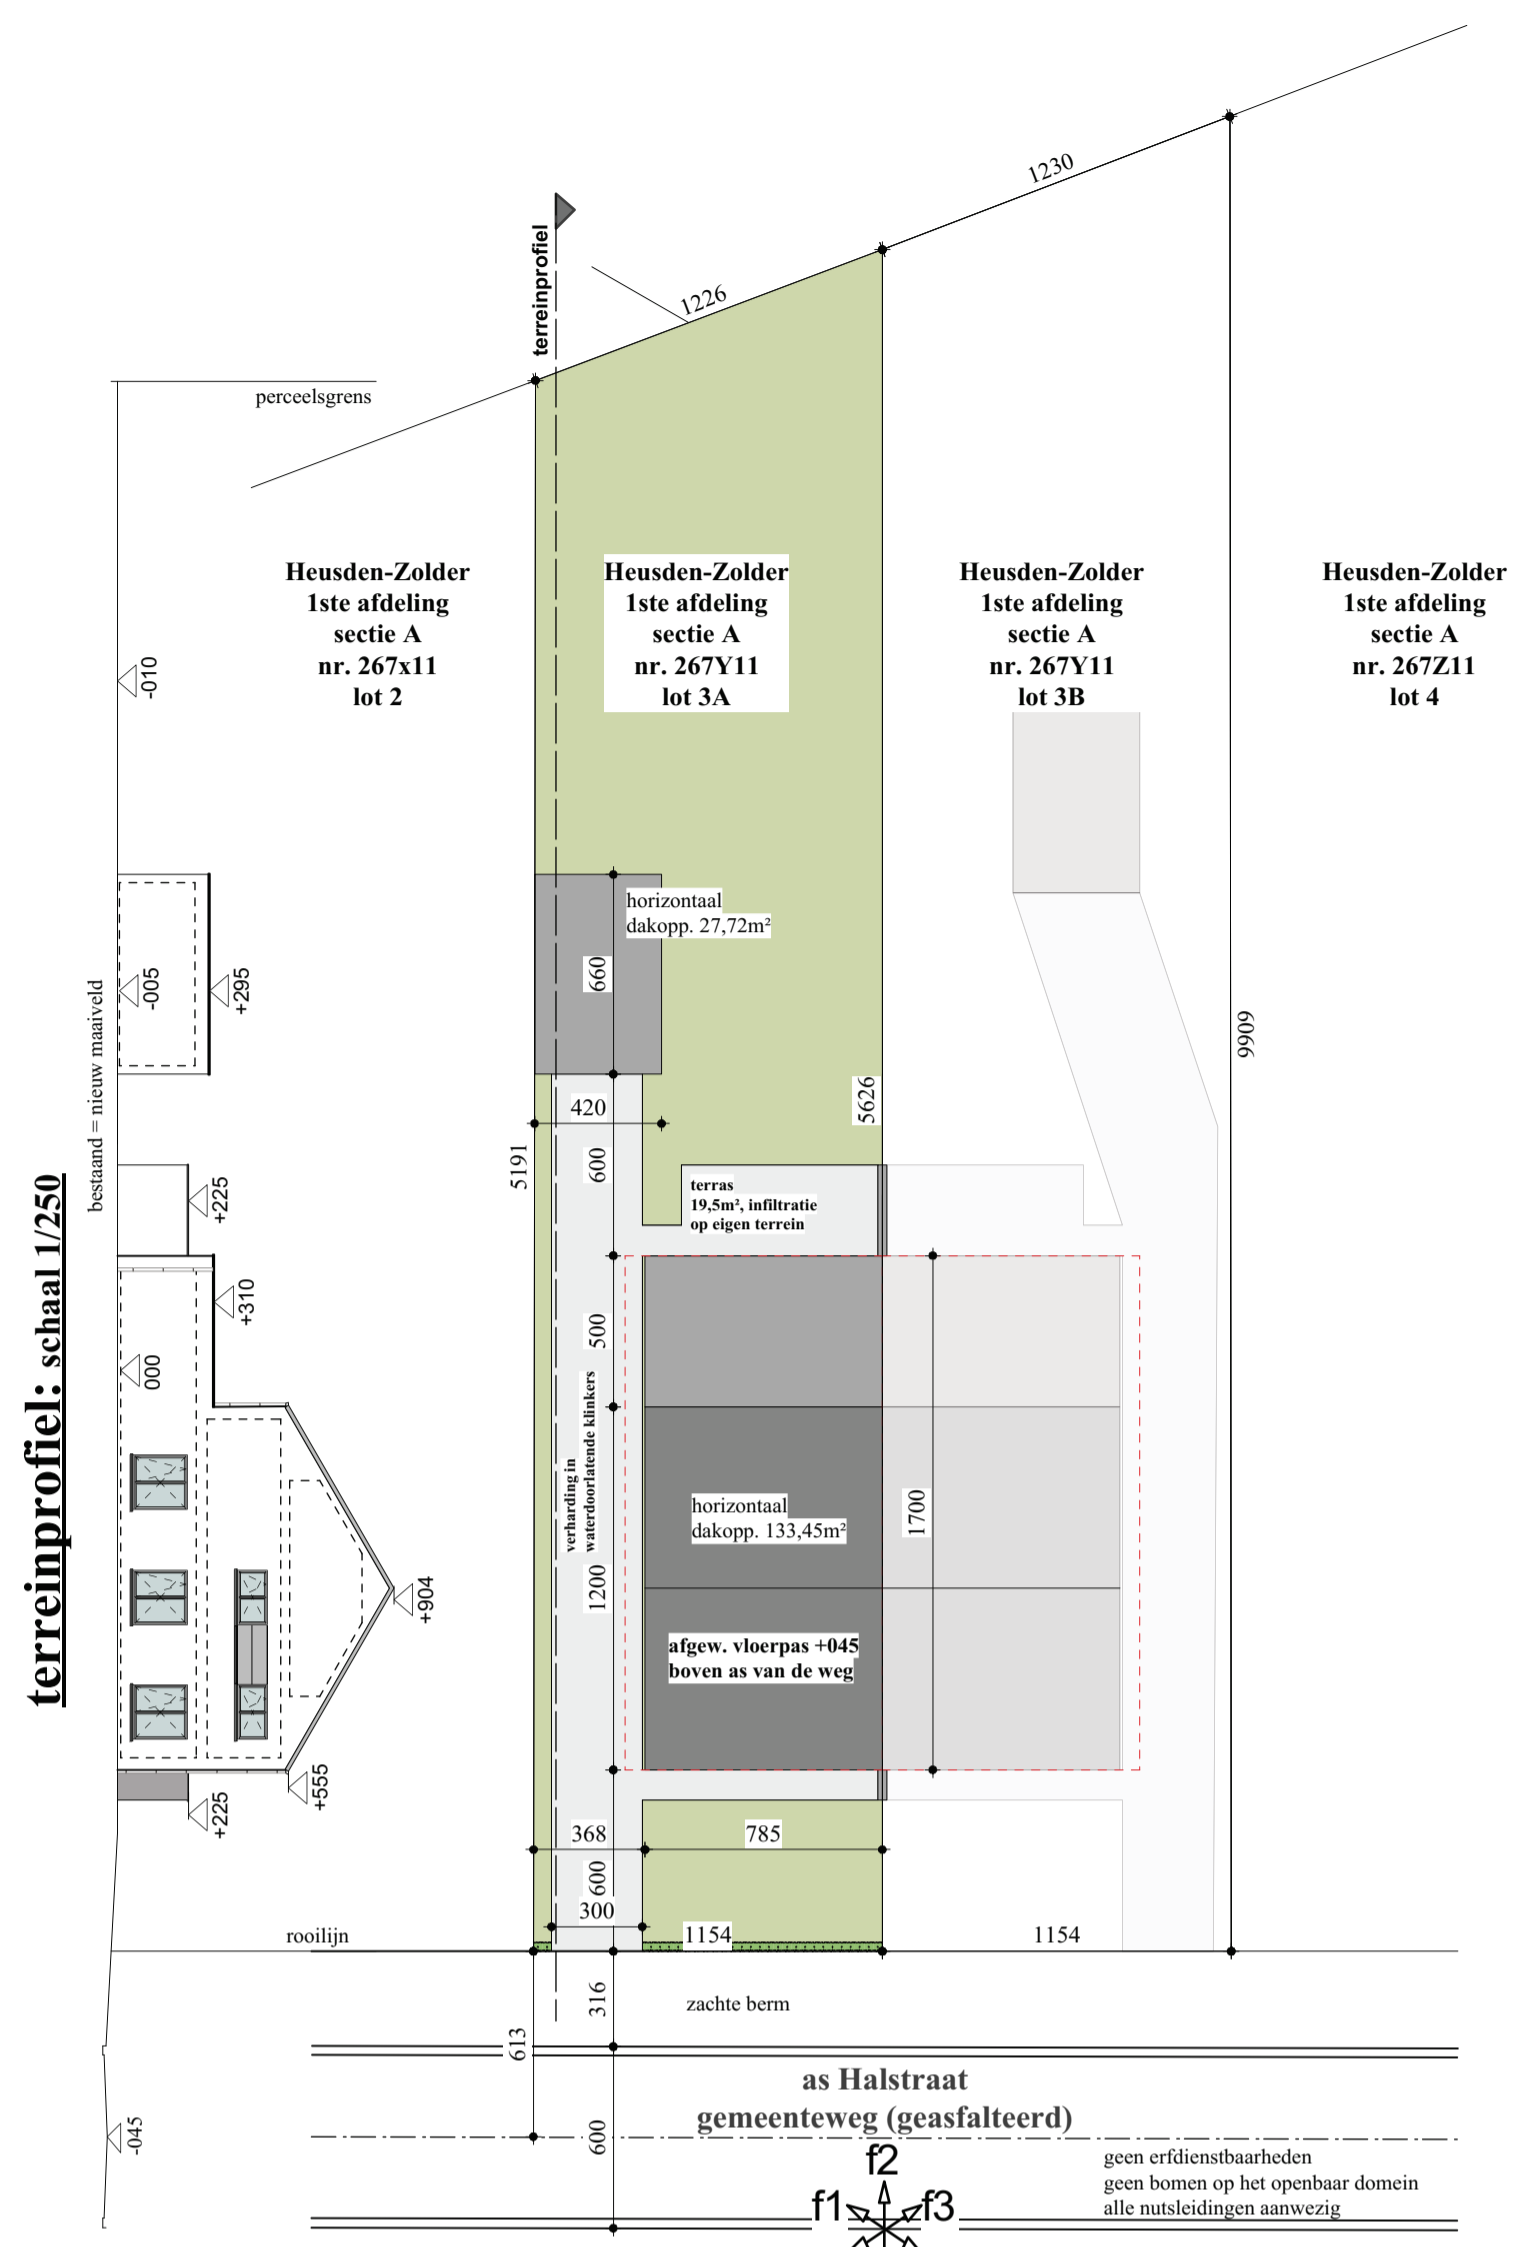 1230
1226
terreinprofiel
perceelsgrens
Heusden-Zolder
1ste afdeling
sectie A
nr. 267x11
lot 2
Heusden-Zolder
1ste afdeling
sectie A
nr. 267Y11
lot 3A
Heusden-Zolder
1ste afdeling
sectie A
nr. 267Y11
lot 3B
Heusden-Zolder
1ste afdeling
sectie A
nr. 267Z11
lot 4
-010
horizontaal
dakopp. 27,72m²
660
-005
+295
bestaand = nieuw maaiveld
420
5626
6066
5191
600
terras
19,5m², infiltratie
op eigen terrein
+225
terreinprofiel: schaal 1/250
+310
000
500
verharding in
waterdoorlatende klinkers
horizontaal
dakopp. 133,45m²
1700
1200
+904
afgew. vloerpas +045
boven as van de weg
+555
+225
368
785
600
300
1154
1154
rooilijn
316
zachte berm
613
as Halstraat
gemeenteweg (geasfalteerd)
-045
600
f2
f1
f3
geen erfdienstbaarheden
geen bomen op het openbaar domein
alle nutsleidingen aanwezig